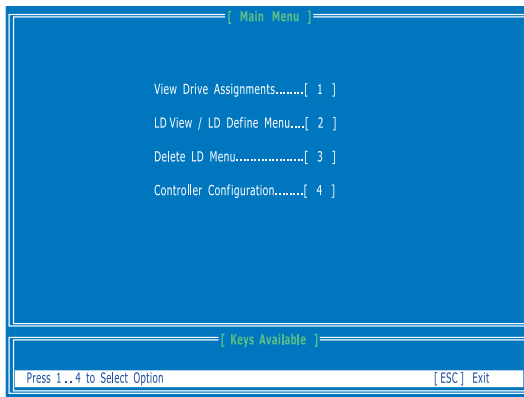 [ Main Menu ]
View Drive Assignments........[ 1 ]
LD View / LD Define Menu....[ 2 ]
Delete LD Menu...................[ 3 ]
Controller Configuration........[ 4 ]
[ Keys Available ]
Press 1..4 to Select Option [ESC] Exit